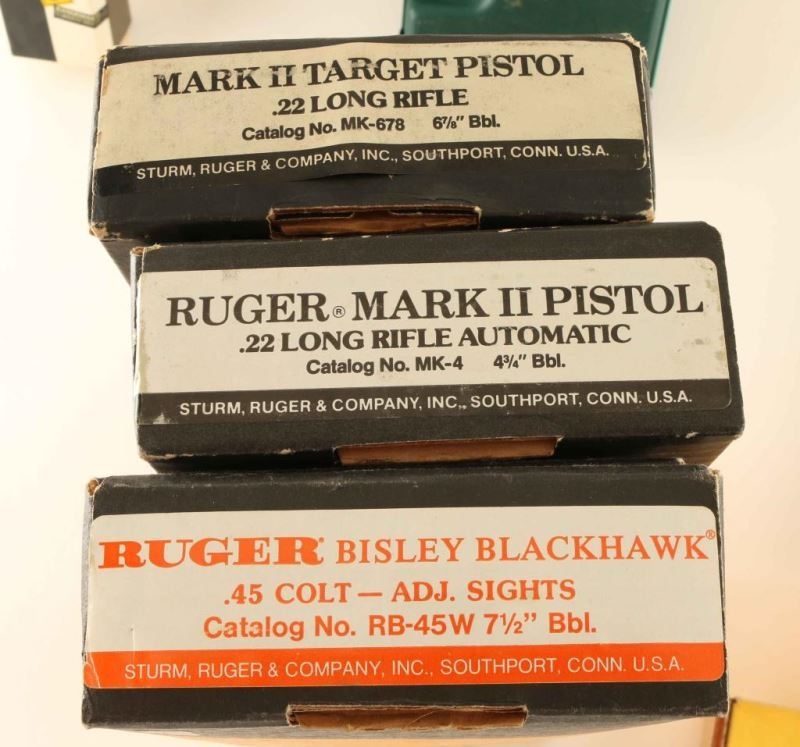 MARK II TARGET PISTOL
.22 LONG RIFLE
Catalog No. MK-678 6⅞" Bbl.
STURM, RUGER & COMPANY, INC., SOUTHPORT, CONN. U.S.A.
RUGER® MARK II PISTOL
.22 LONG RIFLE AUTOMATIC
Catalog No. MK-4 4¾" Bbl.
STURM, RUGER & COMPANY, INC., SOUTHPORT, CONN. U.S.A.
RUGER® BISLEY BLACKHAWK®
.45 COLT — ADJ. SIGHTS
Catalog No. RB-45W 7½" Bbl.
STURM, RUGER & COMPANY, INC., SOUTHPORT, CONN. U.S.A.